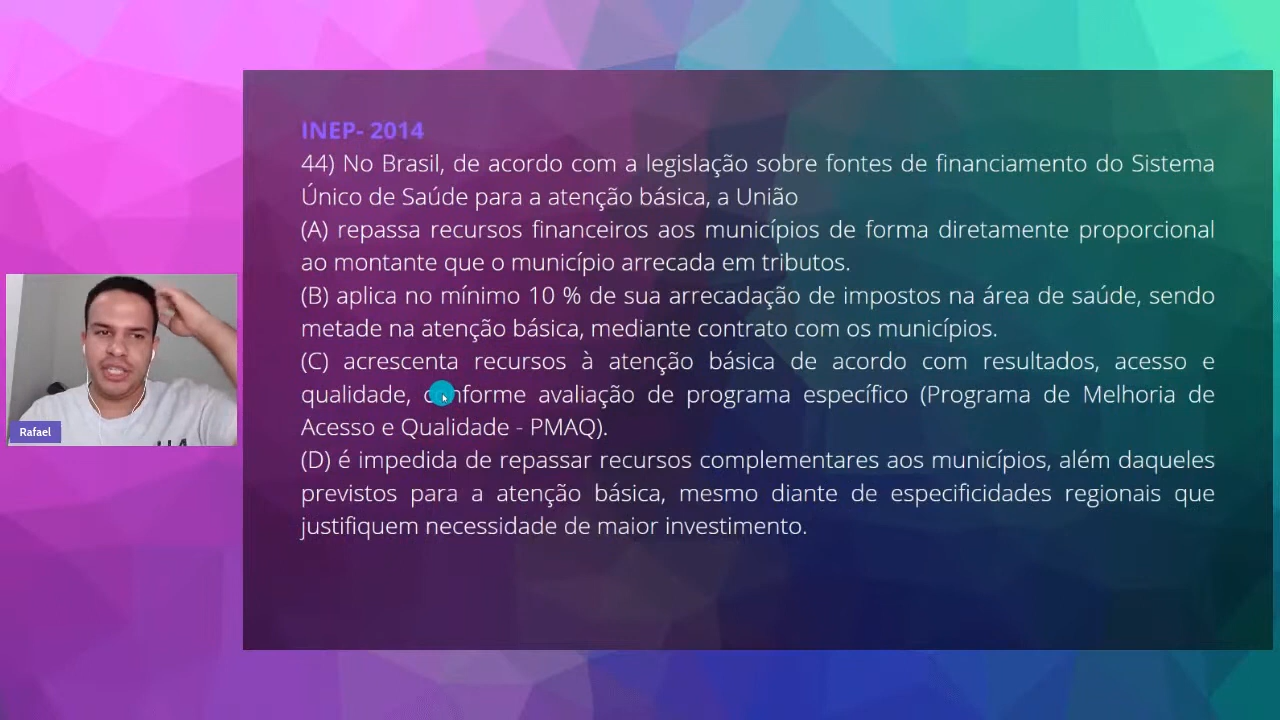 INEP- 2014
44) No Brasil, de acordo com a legislação sobre fontes de financiamento do Sistema
Único de Saúde para a atenção básica, a União
(A) repassa recursos financeiros aos municípios de forma diretamente proporcional
ao montante que o município arrecada em tributos.
(B) aplica no mínimo 10 % de sua arrecadação de impostos na área de saúde, sendo
metade na atenção básica, mediante contrato com os municípios.
(C) acrescenta recursos à atenção básica de acordo com resultados, acesso e
qualidade, conforme avaliação de programa específico (Programa de Melhoria de
Acesso e Qualidade - PMAQ).
(D) é impedida de repassar recursos complementares aos municípios, além daqueles
previstos para a atenção básica, mesmo diante de especificidades regionais que
justifiquem necessidade de maior investimento.
Rafael